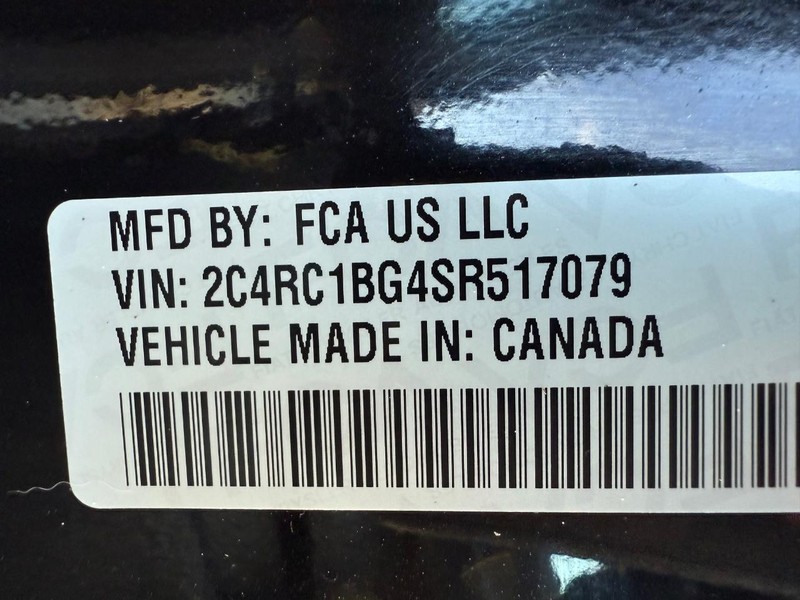 MFD BY: FCA US LLC
VIN: 2C4RC1BG4SR517079
VEHICLE MADE IN: CANADA